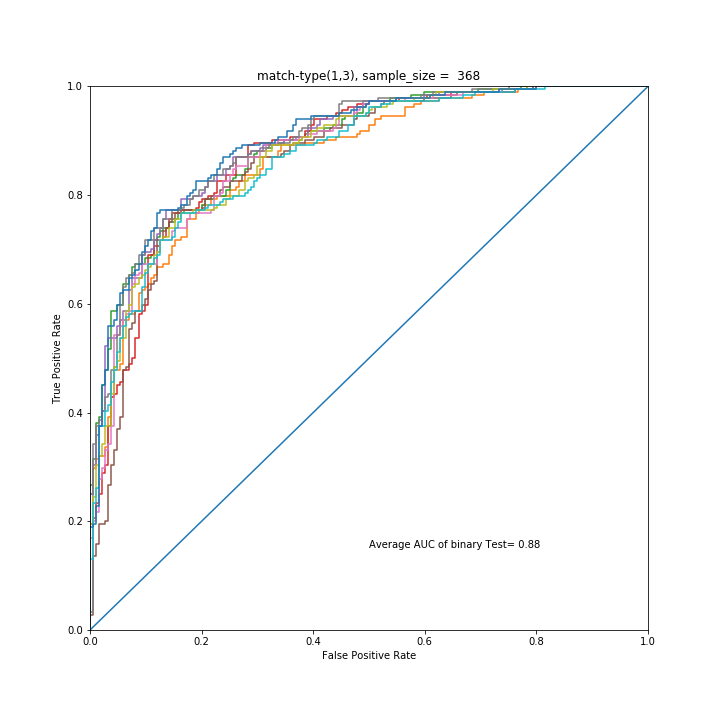 match-type(1,3), sample_size =  368
1.0
0.8
0.6
0.4
0.2
0.0
True Positive Rate
Average AUC of binary Test= 0.88
0.0 0.2 0.4 0.6 0.8 1.0
False Positive Rate